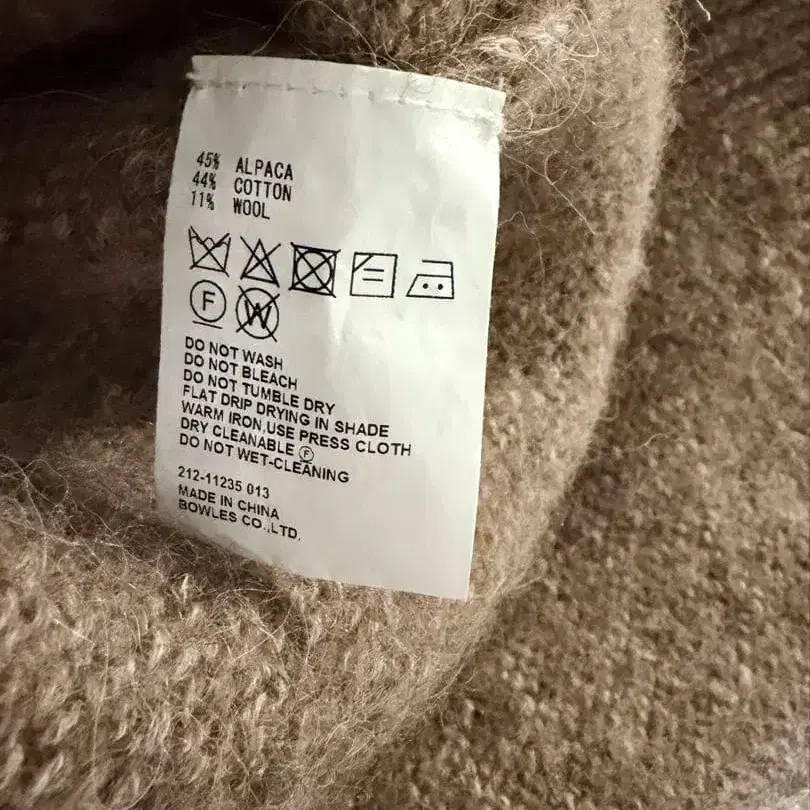 45% ALPACA
44% COTTON
11% WOOL
F W
DO NOT WASH
DO NOT BLEACH
DO NOT TUMBLE DRY
FLAT DRIP DRYING IN SHADE
WARM IRON,USE PRESS CLOTH
DRY CLEANABLE Ⓕ
DO NOT WET-CLEANING
212-11235 013
MADE IN CHINA
BOWLES CO.,LTD.